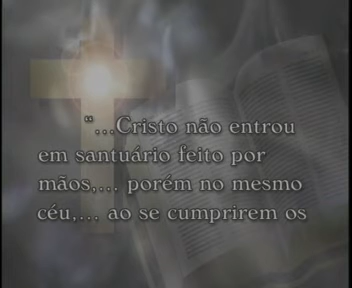 "...Cristo não entrou
em santuário feito por
mãos,... porém no mesmo
céu,... ao se cumprirem os